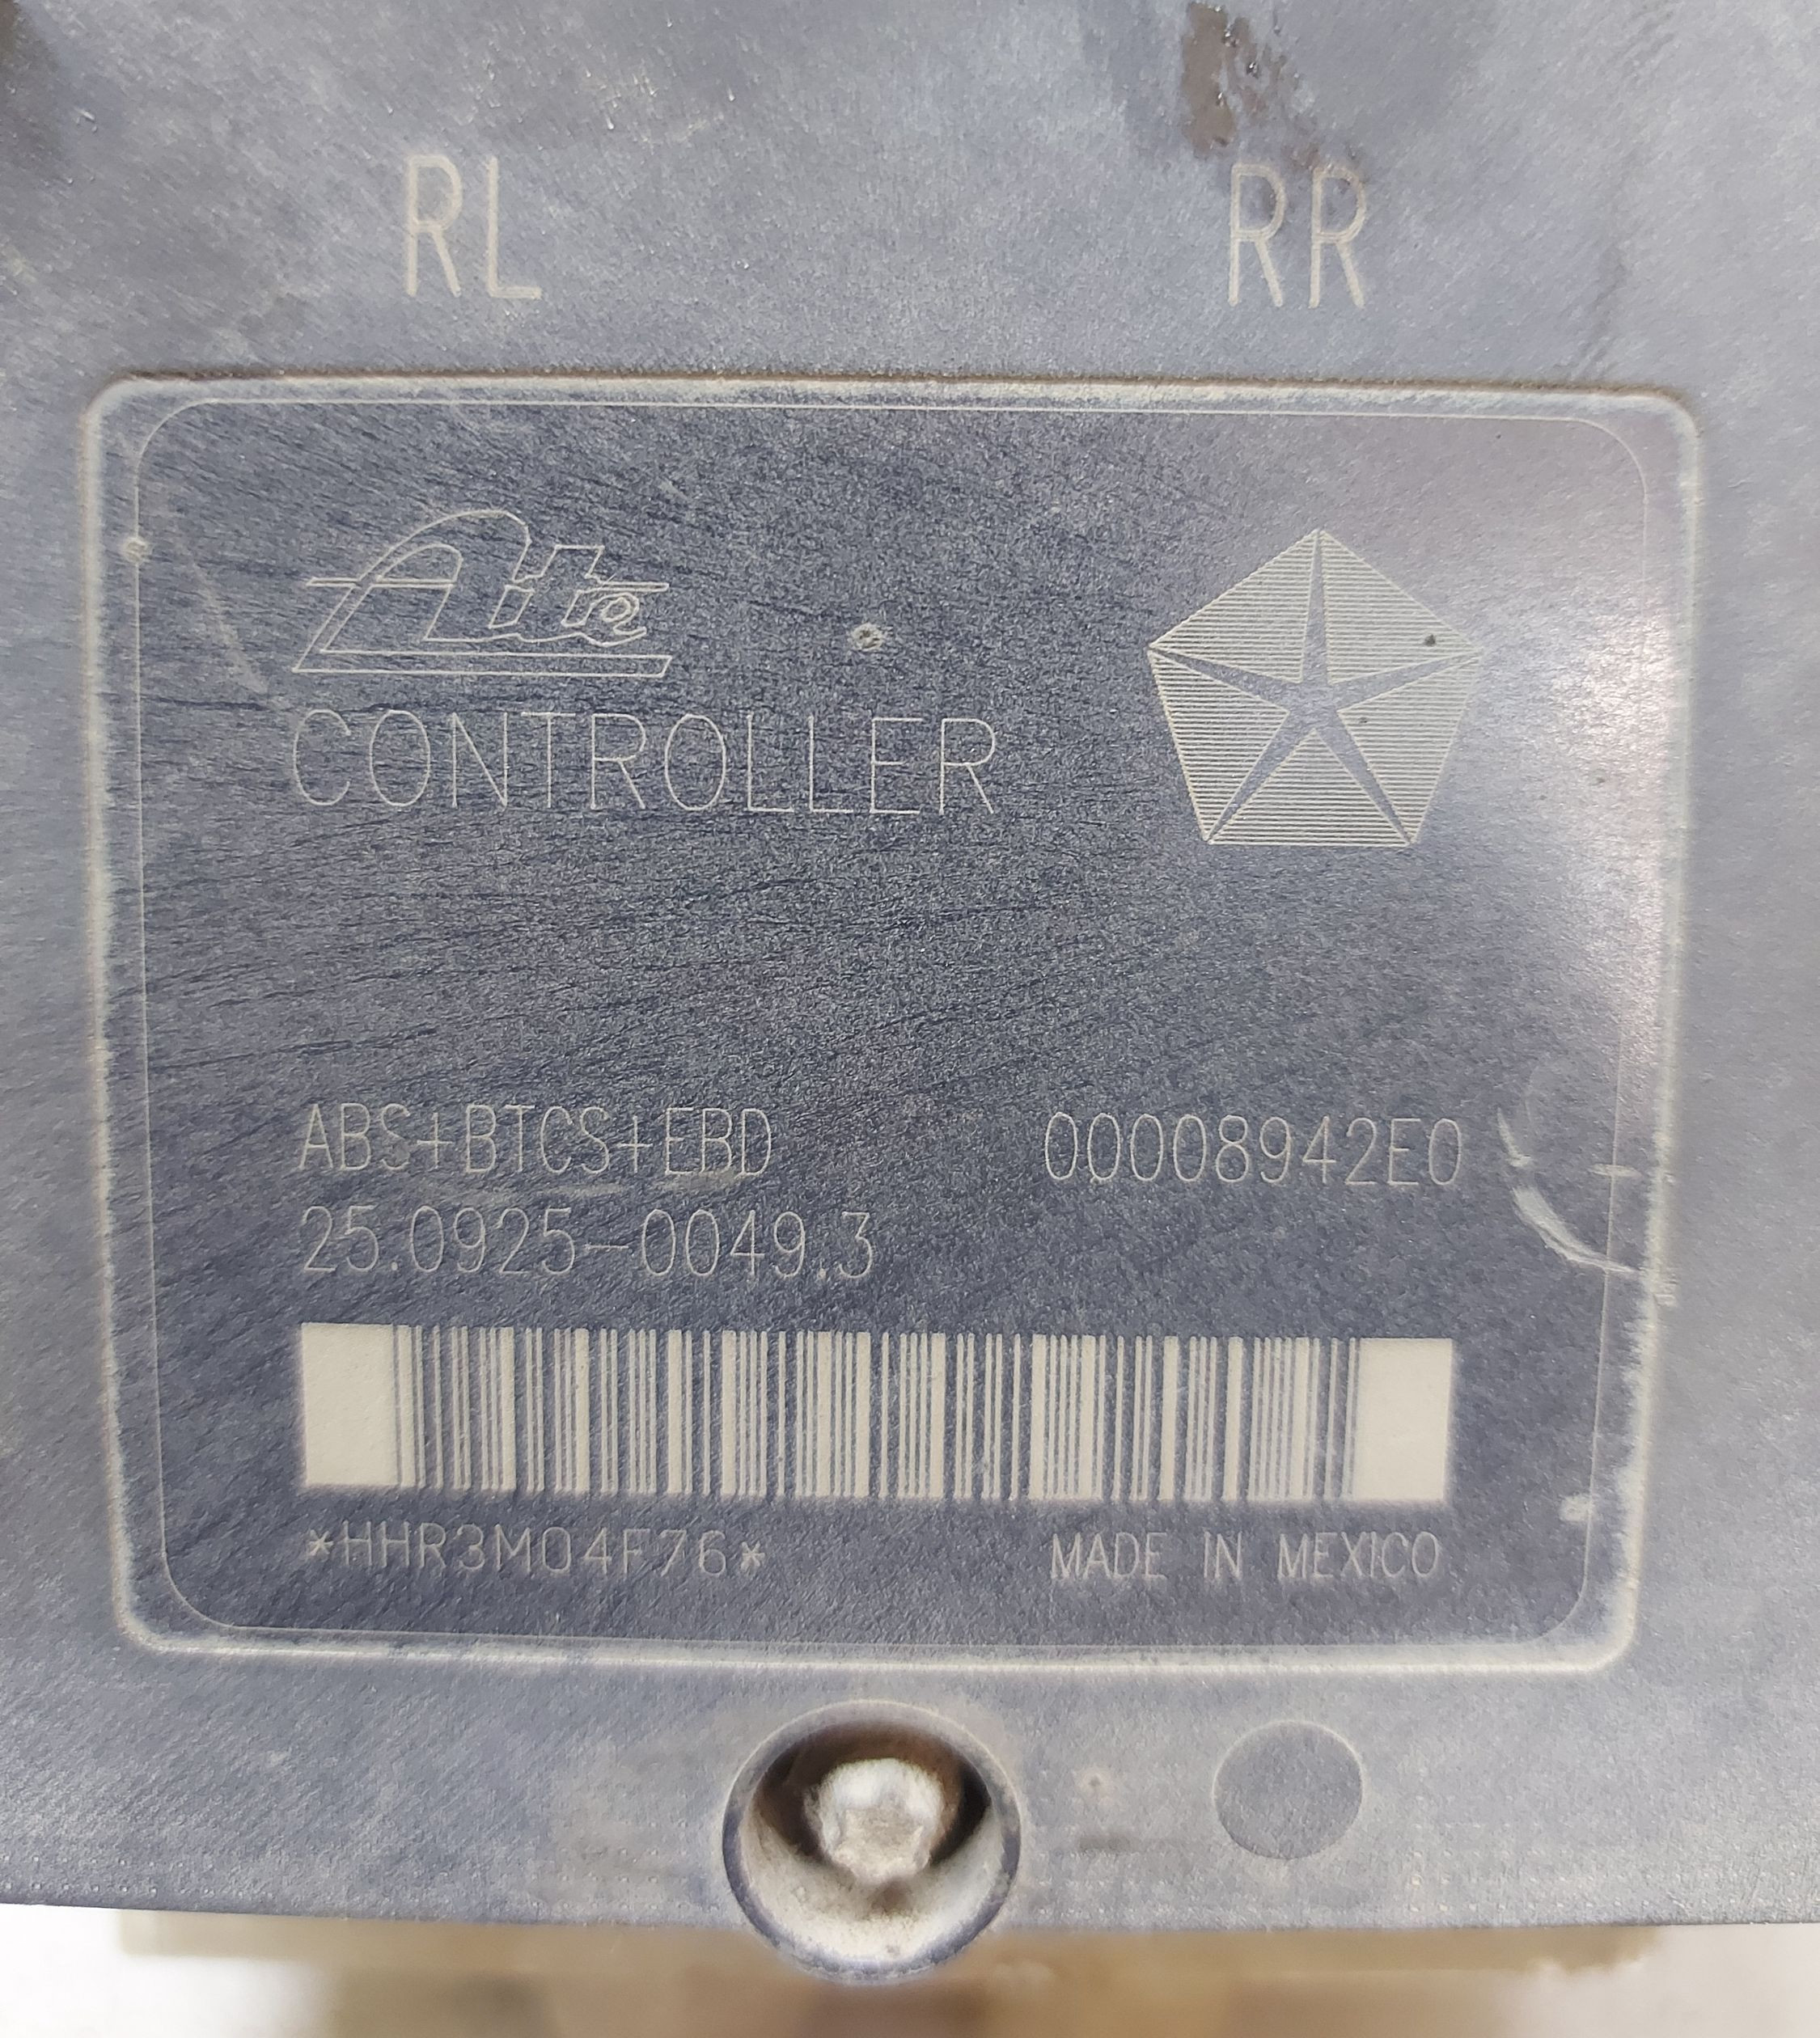 RL RR
Ate
CONTROLLER
ABS+BTCS+EBD 00008942E0
25.0925-0049.3
*HHR3M04F76* MADE IN MEXICO